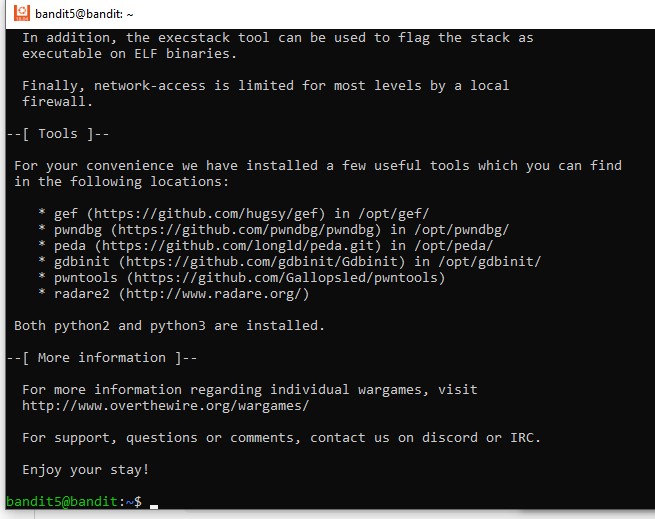 bandit5@bandit: ~
In addition, the execstack tool can be used to flag the stack as
executable on ELF binaries.
Finally, network-access is limited for most levels by a local
firewall.
--[ Tools ]--
For your convenience we have installed a few useful tools which you can find
in the following locations:
* gef (https://github.com/hugsy/gef) in /opt/gef/
* pwndbg (https://github.com/pwndbg/pwndbg) in /opt/pwndbg/
* peda (https://github.com/longld/peda.git) in /opt/peda/
* gdbinit (https://github.com/gdbinit/Gdbinit) in /opt/gdbinit/
* pwntools (https://github.com/Gallopsled/pwntools)
* radare2 (http://www.radare.org/)
Both python2 and python3 are installed.
--[ More information ]--
For more information regarding individual wargames, visit
http://www.overthewire.org/wargames/
For support, questions or comments, contact us on discord or IRC.
Enjoy your stay!
bandit5@bandit:~$